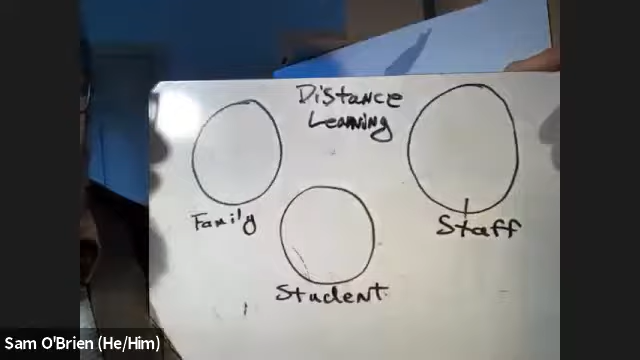 Distance
Learning
Family
Staff
Student
Sam O'Brien (He/Him)